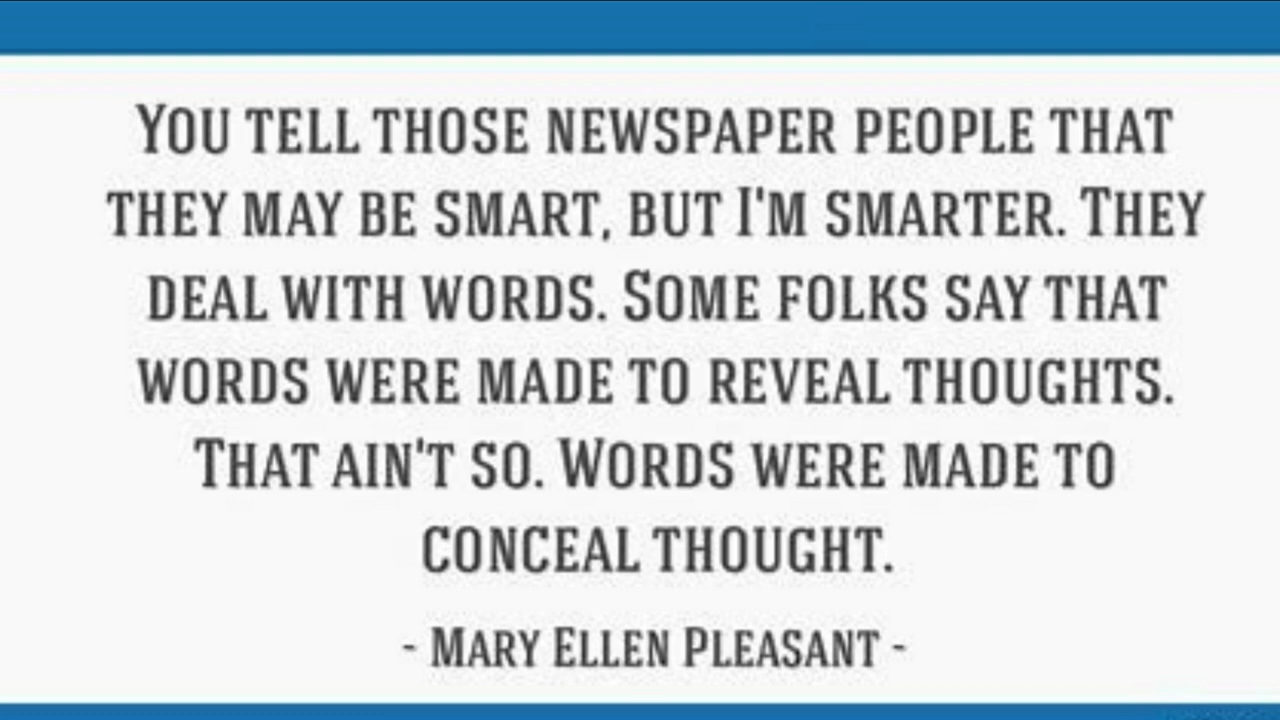 You tell those newspaper people that
they may be smart, but I'm smarter. They
deal with words. Some folks say that
words were made to reveal thoughts.
That ain't so. Words were made to
conceal thought.
- Mary Ellen Pleasant -